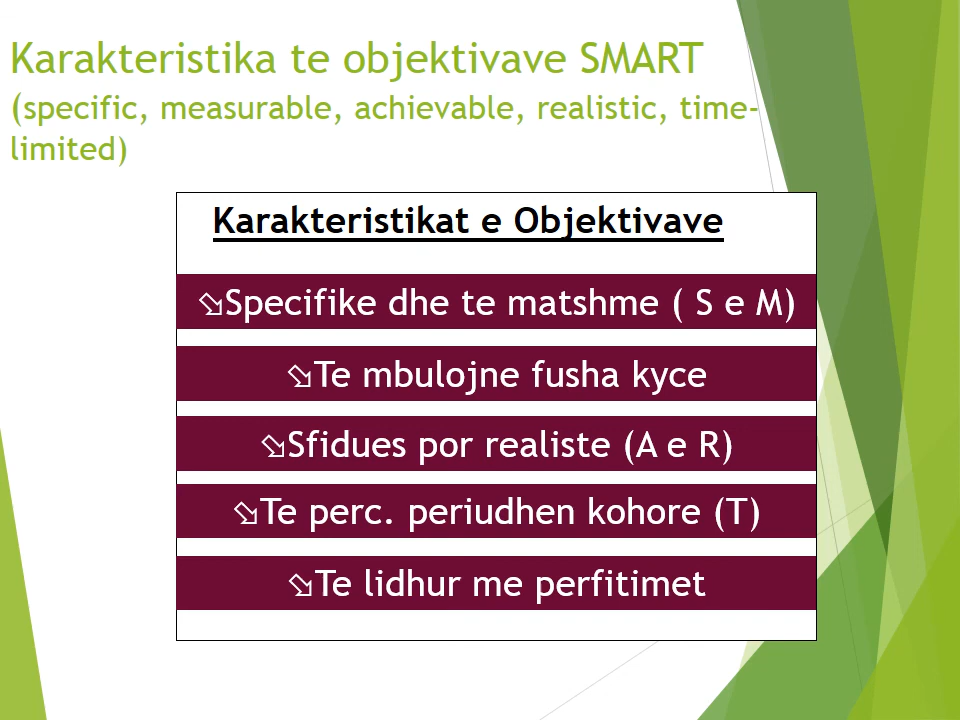 Karakteristika te objektivave SMART
(specific, measurable, achievable, realistic, time-
limited)
Karakteristikat e Objektivave
⬂Specifike dhe te matshme ( S e M)
⬂Te mbulojne fusha kyce
⬂Sfidues por realiste (A e R)
⬂Te perc. periudhen kohore (T)
⬂Te lidhur me perfitimet